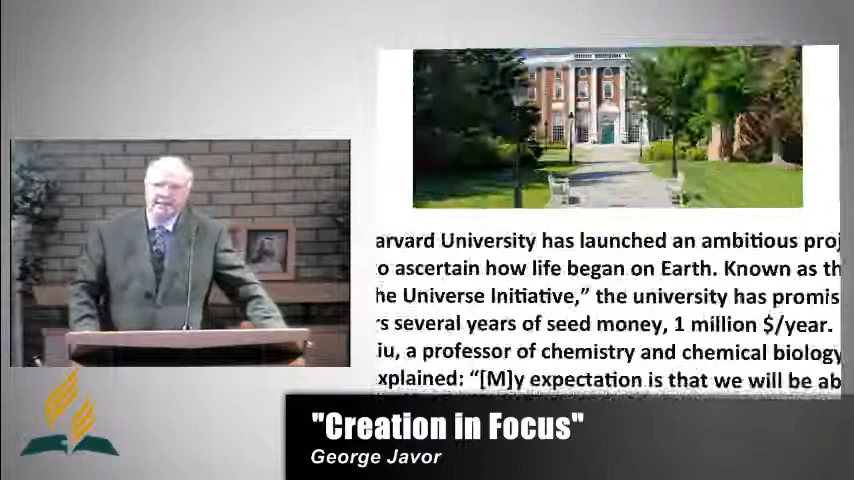 arvard University has launched an ambitious proj
o ascertain how life began on Earth. Known as th
he Universe Initiative,” the university has promis
s several years of seed money, 1 million $/year.
iu, a professor of chemistry and chemical biology
xplained: “[M]y expectation is that we will be ab
"Creation in Focus"
George Javor